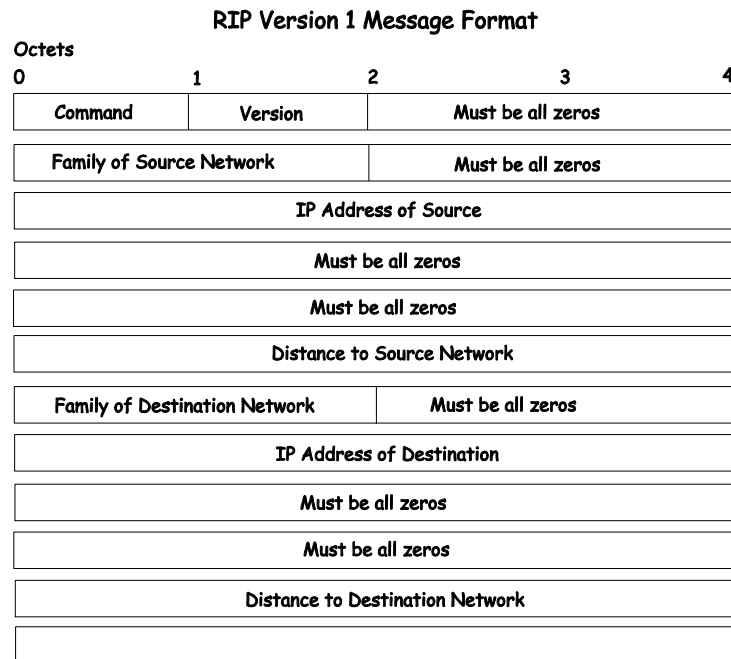 RIP Version 1 Message Format
Octets
0 1 2 3 4
Command Version Must be all zeros
Family of Source Network Must be all zeros
IP Address of Source
Must be all zeros
Must be all zeros
Distance to Source Network
Family of Destination Network Must be all zeros
IP Address of Destination
Must be all zeros
Must be all zeros
Distance to Destination Network